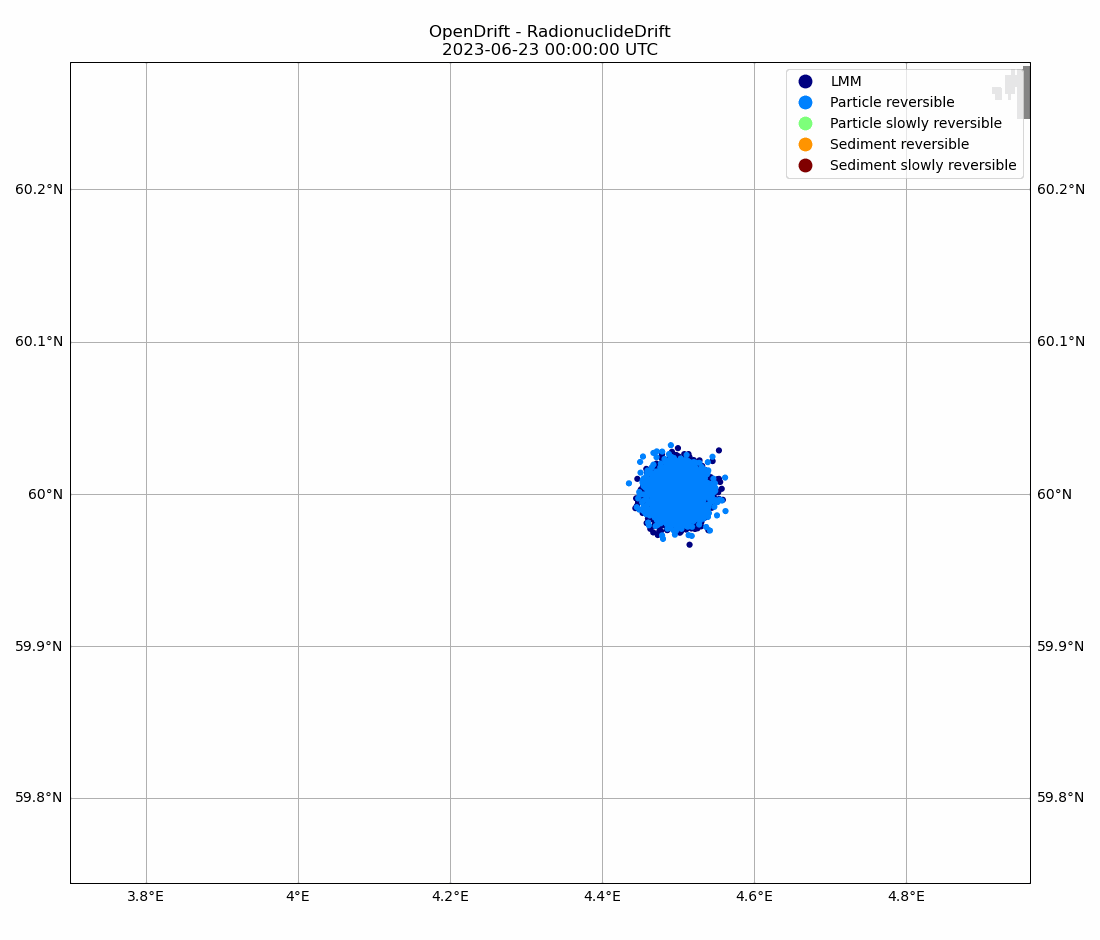 OpenDrift - RadionuclideDrift
2023-06-23 00:00:00 UTC
LMM
Particle reversible
Particle slowly reversible
Sediment reversible
Sediment slowly reversible
60.2°N 60.2°N
60.1°N 60.1°N
60°N 60°N
59.9°N 59.9°N
59.8°N 59.8°N
3.8°E 4°E 4.2°E 4.4°E 4.6°E 4.8°E